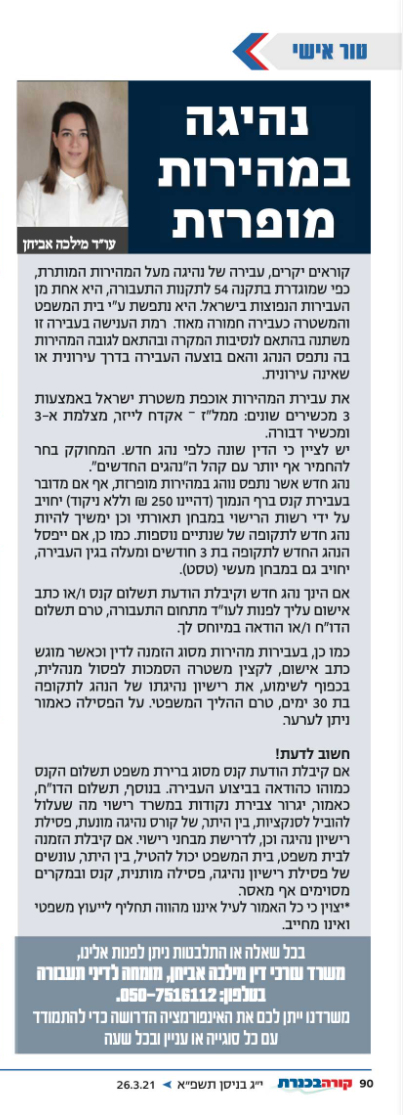 טור אישי
נהיגה
במהירות
מופרזת
עו"ד מילכה אביחן
קוראים יקרים, עבירה של נהיגה מעל המהירות המותרת,
כפי שמוגדרת בתקנה 54 לתקנות התעבורה, היא אחת מן
העבירות הנפוצות בישראל. היא נתפשת ע"י בית המשפט
והמשטרה כעבירה חמורה מאוד. רמת הענישה בעבירה זו
משתנה בהתאם לנסיבות המקרה ובהתאם לגובה המהירות
בה נתפס הנהג והאם בוצעה העבירה בדרך עירונית או
שאינה עירונית.
את עבירת המהירות אוכפת משטרת ישראל באמצעות
3 מכשירים שונים: ממל"ז – אקדח לייזר, מצלמת א-3
ומכשיר דבורה.
יש לציין כי הדין שונה כלפי נהג חדש. המחוקק בחר
להחמיר אף יותר עם קהל ה"נהגים החדשים".
נהג חדש אשר נתפס נוהג במהירות מופרזת, אף אם מדובר
בעבירת קנס ברף הנמוך (דהיינו 250 ₪ וללא ניקוד) יחויב
על ידי רשות הרישוי במבחן תאורתי וכן ימשיך להיות
נהג חדש לתקופה של שנתיים נוספות. כמו כן, אם ייפסל
הנהג החדש לתקופה בת 3 חודשים ומעלה בגין העבירה,
יחויב גם במבחן מעשי (טסט).
אם הינך נהג חדש וקיבלת הודעת תשלום קנס ו/או כתב
אישום עליך לפנות לעו"ד מתחום התעבורה, טרם תשלום
הדו"ח ו/או הודאה במיוחס לך.
כמו כן, בעבירות מהירות מסוג הזמנה לדין וכאשר מוגש
כתב אישום, לקצין משטרה הסמכות לפסול מנהלית,
בכפוף לשימוע, את רישיון נהיגתו של הנהג לתקופה
בת 30 ימים, טרם ההליך המשפטי. על הפסילה כאמור
ניתן לערער.
חשוב לדעת!
אם קיבלת הודעת קנס מסוג ברירת משפט תשלום הקנס
כמוהו כהודאה בביצוע העבירה. בנוסף, תשלום הדו"ח,
כאמור, יגרור צבירת נקודות במשרד רישוי מה שעלול
להוביל לסנקציות, בין היתר, של קורס נהיגה מונעת, פסילת
רישיון נהיגה וכן, לדרישת מבחני רישוי. אם קיבלת הזמנה
לבית משפט, בית המשפט יכול להטיל, בין היתר, עונשים
של פסילת רישיון נהיגה, פסילה מותנית, קנס ובמקרים
מסוימים אף מאסר.
*יצוין כי כל האמור לעיל איננו מהווה תחליף לייעוץ משפטי
ואינו מחייב.
בכל שאלה או התלבטות ניתן לפנות אלינו,
משרד עורכי דין מילכה אביחן, מומחה לדיני תעבורה
בטלפון: 050-7516112.
משרדנו ייתן לכם את האינפורמציה הדרושה כדי להתמודד
עם כל סוגייה או עניין ובכל שעה
90 קורהבכנרת י"ג בניסן תשפ"א 26.3.21